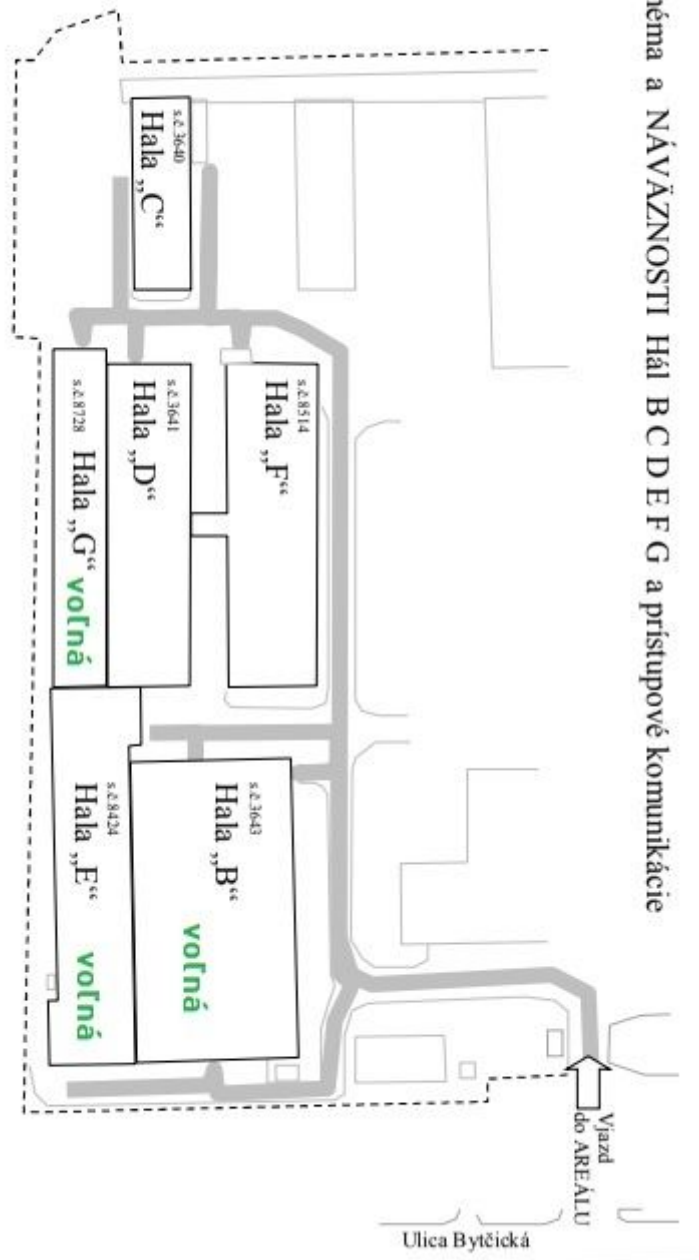 néma a NÁVÄZNOSTI Hál B C D E F G a prístupové komunikácie
s.č.3640
Hala „C“
s.č.8514
Hala „F“
s.č.3641
Hala „D“
s.č.8728 Hala „G“ voľná
s.č.3643
Hala „B“ voľná
s.č.8424
Hala „E“ voľná
Vjazd
do AREÁLU
Ulica Bytčická